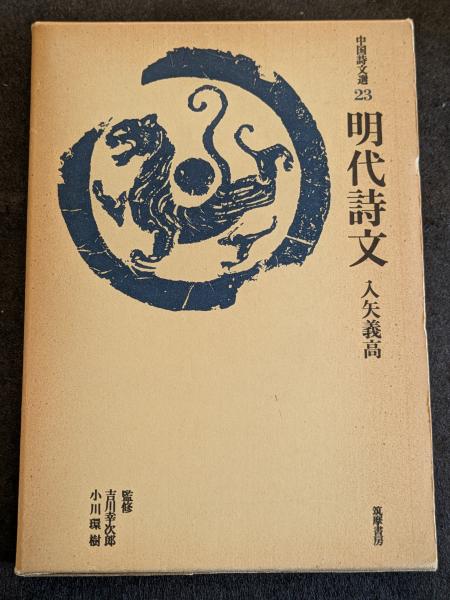 中国詩文選
23
明代詩文
入矢義高
監修
吉川幸次郎
小川環樹
筑摩書房